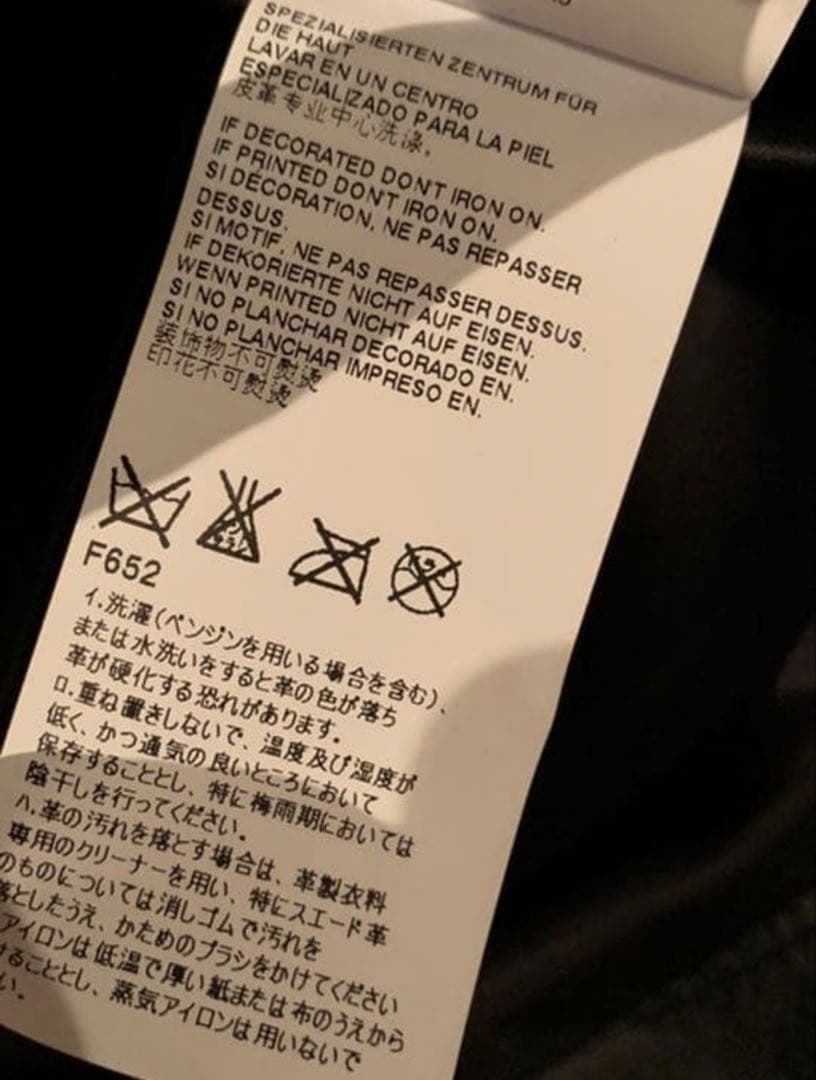 SPEZIALISIERTEN ZENTRUM FÜR
DIE HAUT
LAVAR EN UN CENTRO
ESPECIALIZADO PARA LA PIEL
皮革专业中心洗涤。
IF DECORATED DON'T IRON ON.
IF PRINTED DON'T IRON ON.
SI DÉCORATION, NE PAS REPASSER
DESSUS.
SI MOTIF, NE PAS REPASSER DESSUS.
IF DEKORIERTE NICHT AUF EISEN.
WENN PRINTED NICHT AUF EISEN.
SI NO PLANCHAR DECORADO EN.
SI NO PLANCHAR IMPRESO EN.
装饰物不可熨烫
印花不可熨烫
F652
イ.洗濯(ベンジンを用いる場合を含む)、
または水洗いをすると革の色が落ち
革が硬化する恐れがあります。
ロ.重ね置きしないで、温度及び湿度が
低く、かつ通気の良いところにおいて
保存することとし、特に梅雨期においては
陰干しを行ってください。
ハ.革の汚れを落とす場合は、革製衣料
専用のクリーナーを用い、特にスエード革
のものについては消しゴムで汚れを
落としたうえ、かためのブラシをかけてください
アイロンは低温で厚い紙または布のうえから
けることとし、蒸気アイロンは用いないで
い。